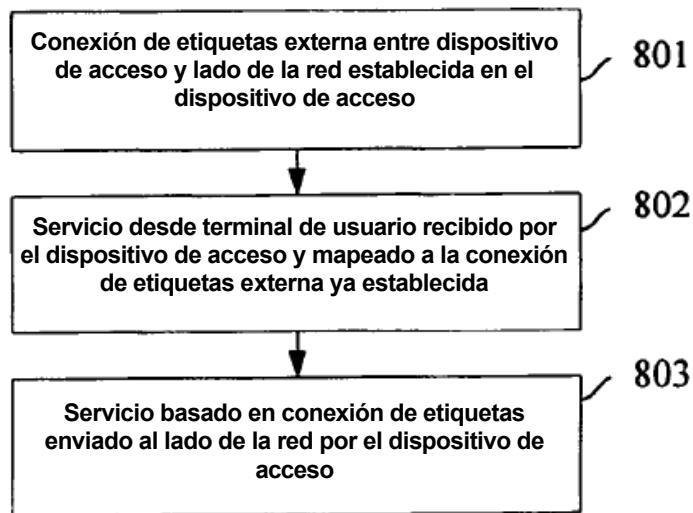 Conexión de etiquetas externa entre dispositivo
de acceso y lado de la red establecida en el
dispositivo de acceso
801
Servicio desde terminal de usuario recibido por
el dispositivo de acceso y mapeado a la conexión
de etiquetas externa ya establecida
802
Servicio basado en conexión de etiquetas
enviado al lado de la red por el dispositivo de
acceso
803